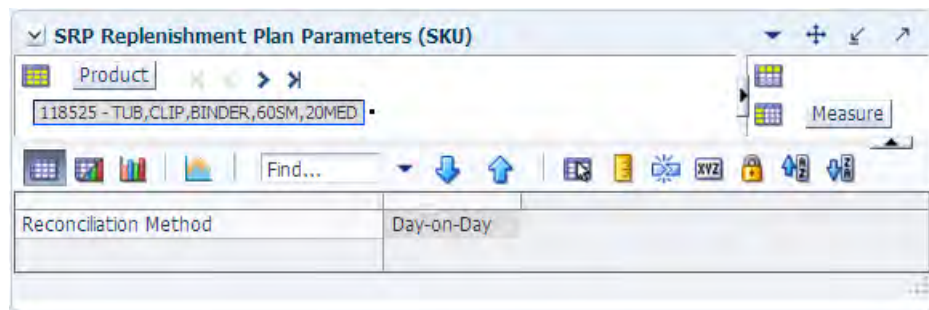 SRP Replenishment Plan Parameters (SKU)
Product
118525 - TUB,CLIP,BINDER,60SM,20MED
Measure
Find...
XYZ
Reconciliation Method Day-on-Day